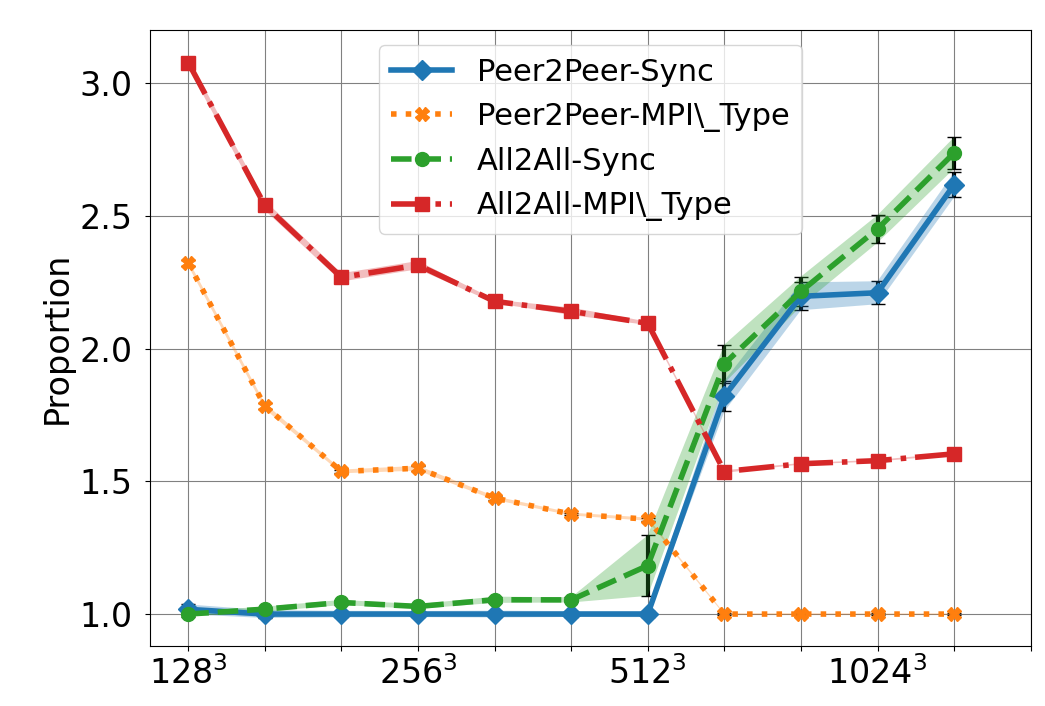 Peer2Peer-Sync
Peer2Peer-MPI\_Type
All2All-Sync
All2All-MPI\_Type
Proportion
3.0
2.5
2.0
1.5
1.0
128³ 256³ 512³ 1024³